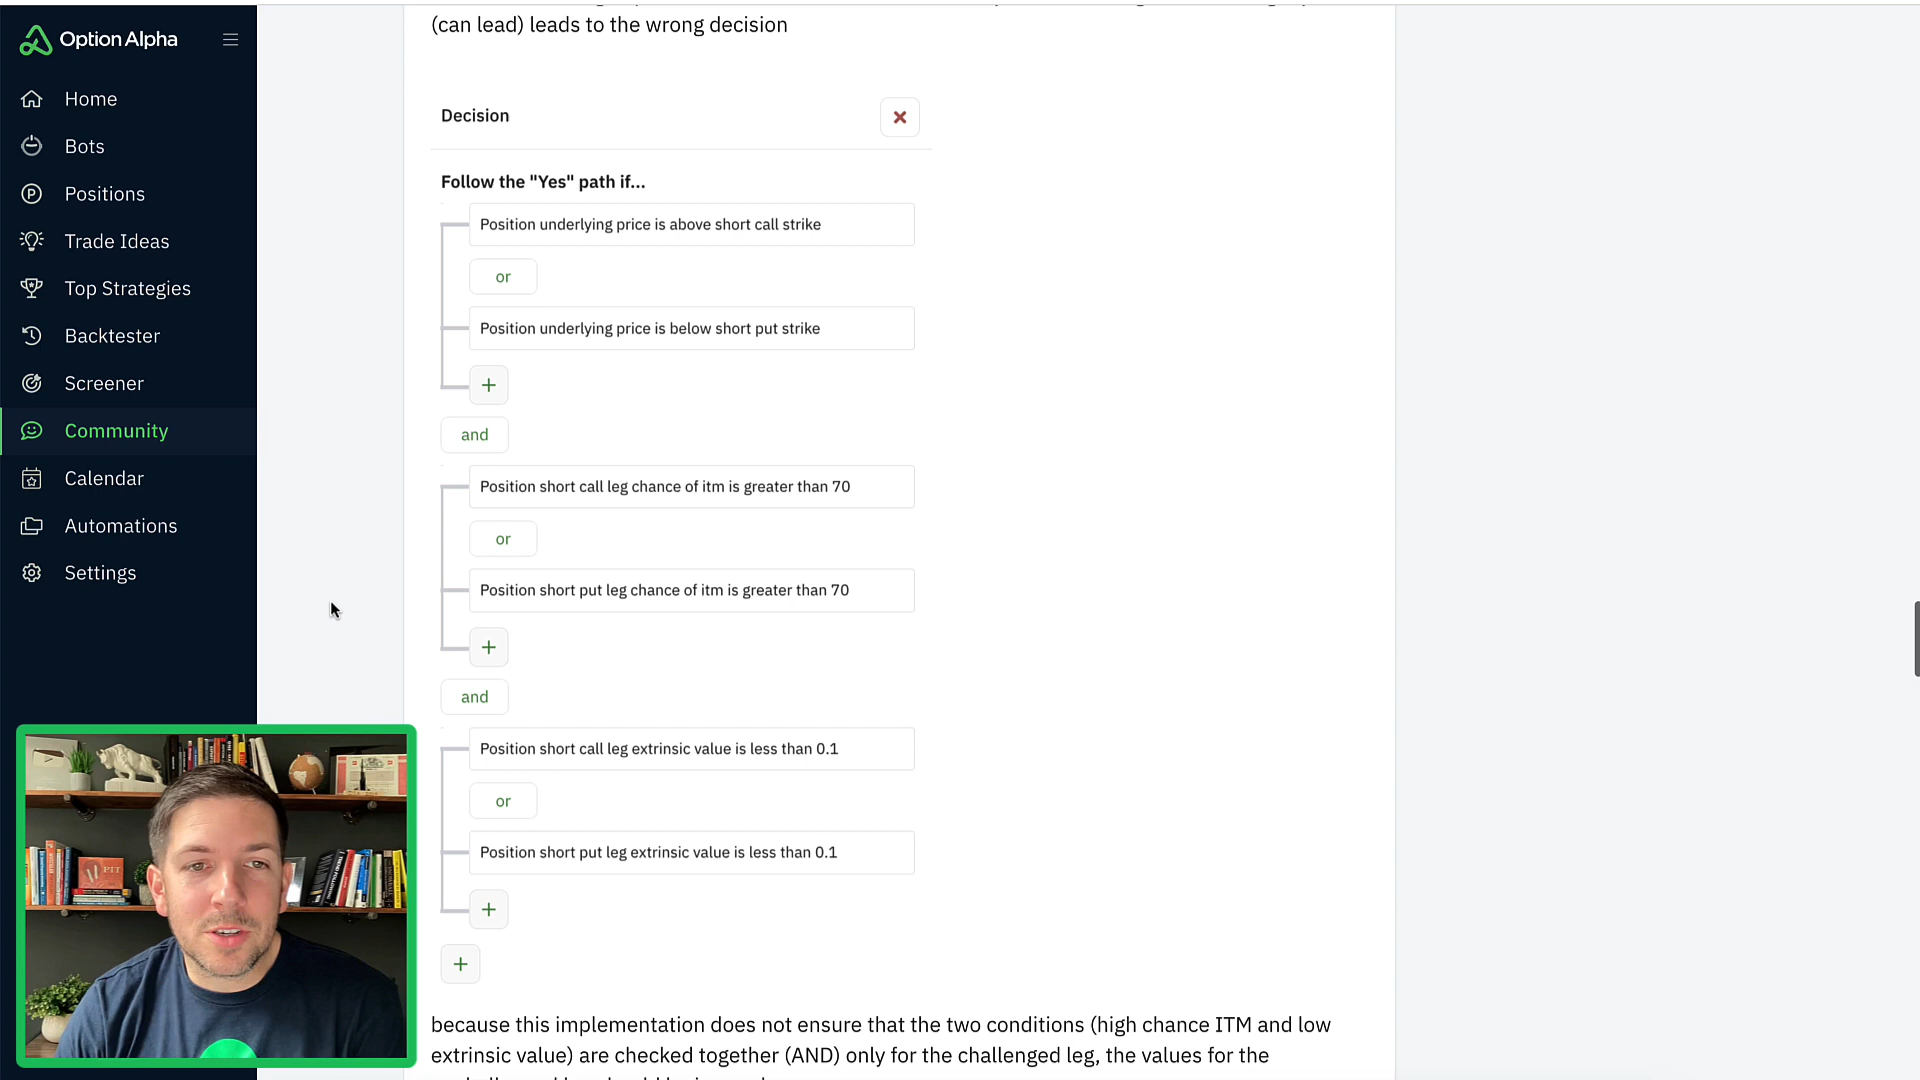 Option Alpha
Home
Bots
Positions
Trade Ideas
Top Strategies
Backtester
Screener
Community
Calendar
Automations
Settings
(can lead) leads to the wrong decision
Decision
Follow the "Yes" path if...
Position underlying price is above short call strike
or
Position underlying price is below short put strike
+
and
Position short call leg chance of itm is greater than 70
or
Position short put leg chance of itm is greater than 70
+
and
Position short call leg extrinsic value is less than 0.1
or
Position short put leg extrinsic value is less than 0.1
+
+
because this implementation does not ensure that the two conditions (high chance ITM and low
extrinsic value) are checked together (AND) only for the challenged leg, the values for the
PIT